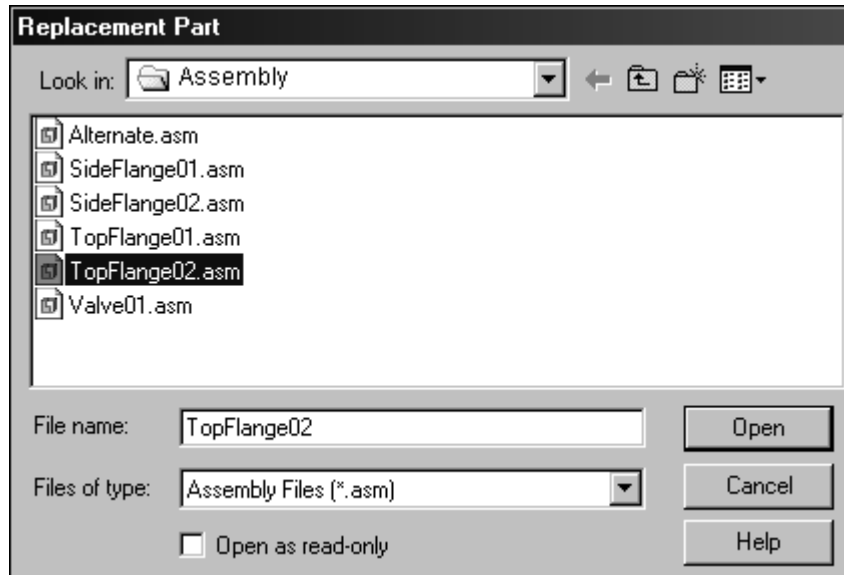 Replacement Part
Look in: Assembly
Alternate.asm
SideFlange01.asm
SideFlange02.asm
TopFlange01.asm
TopFlange02.asm
Valve01.asm
File name: TopFlange02 Open
Files of type: Assembly Files (*.asm) Cancel
Open as read-only Help